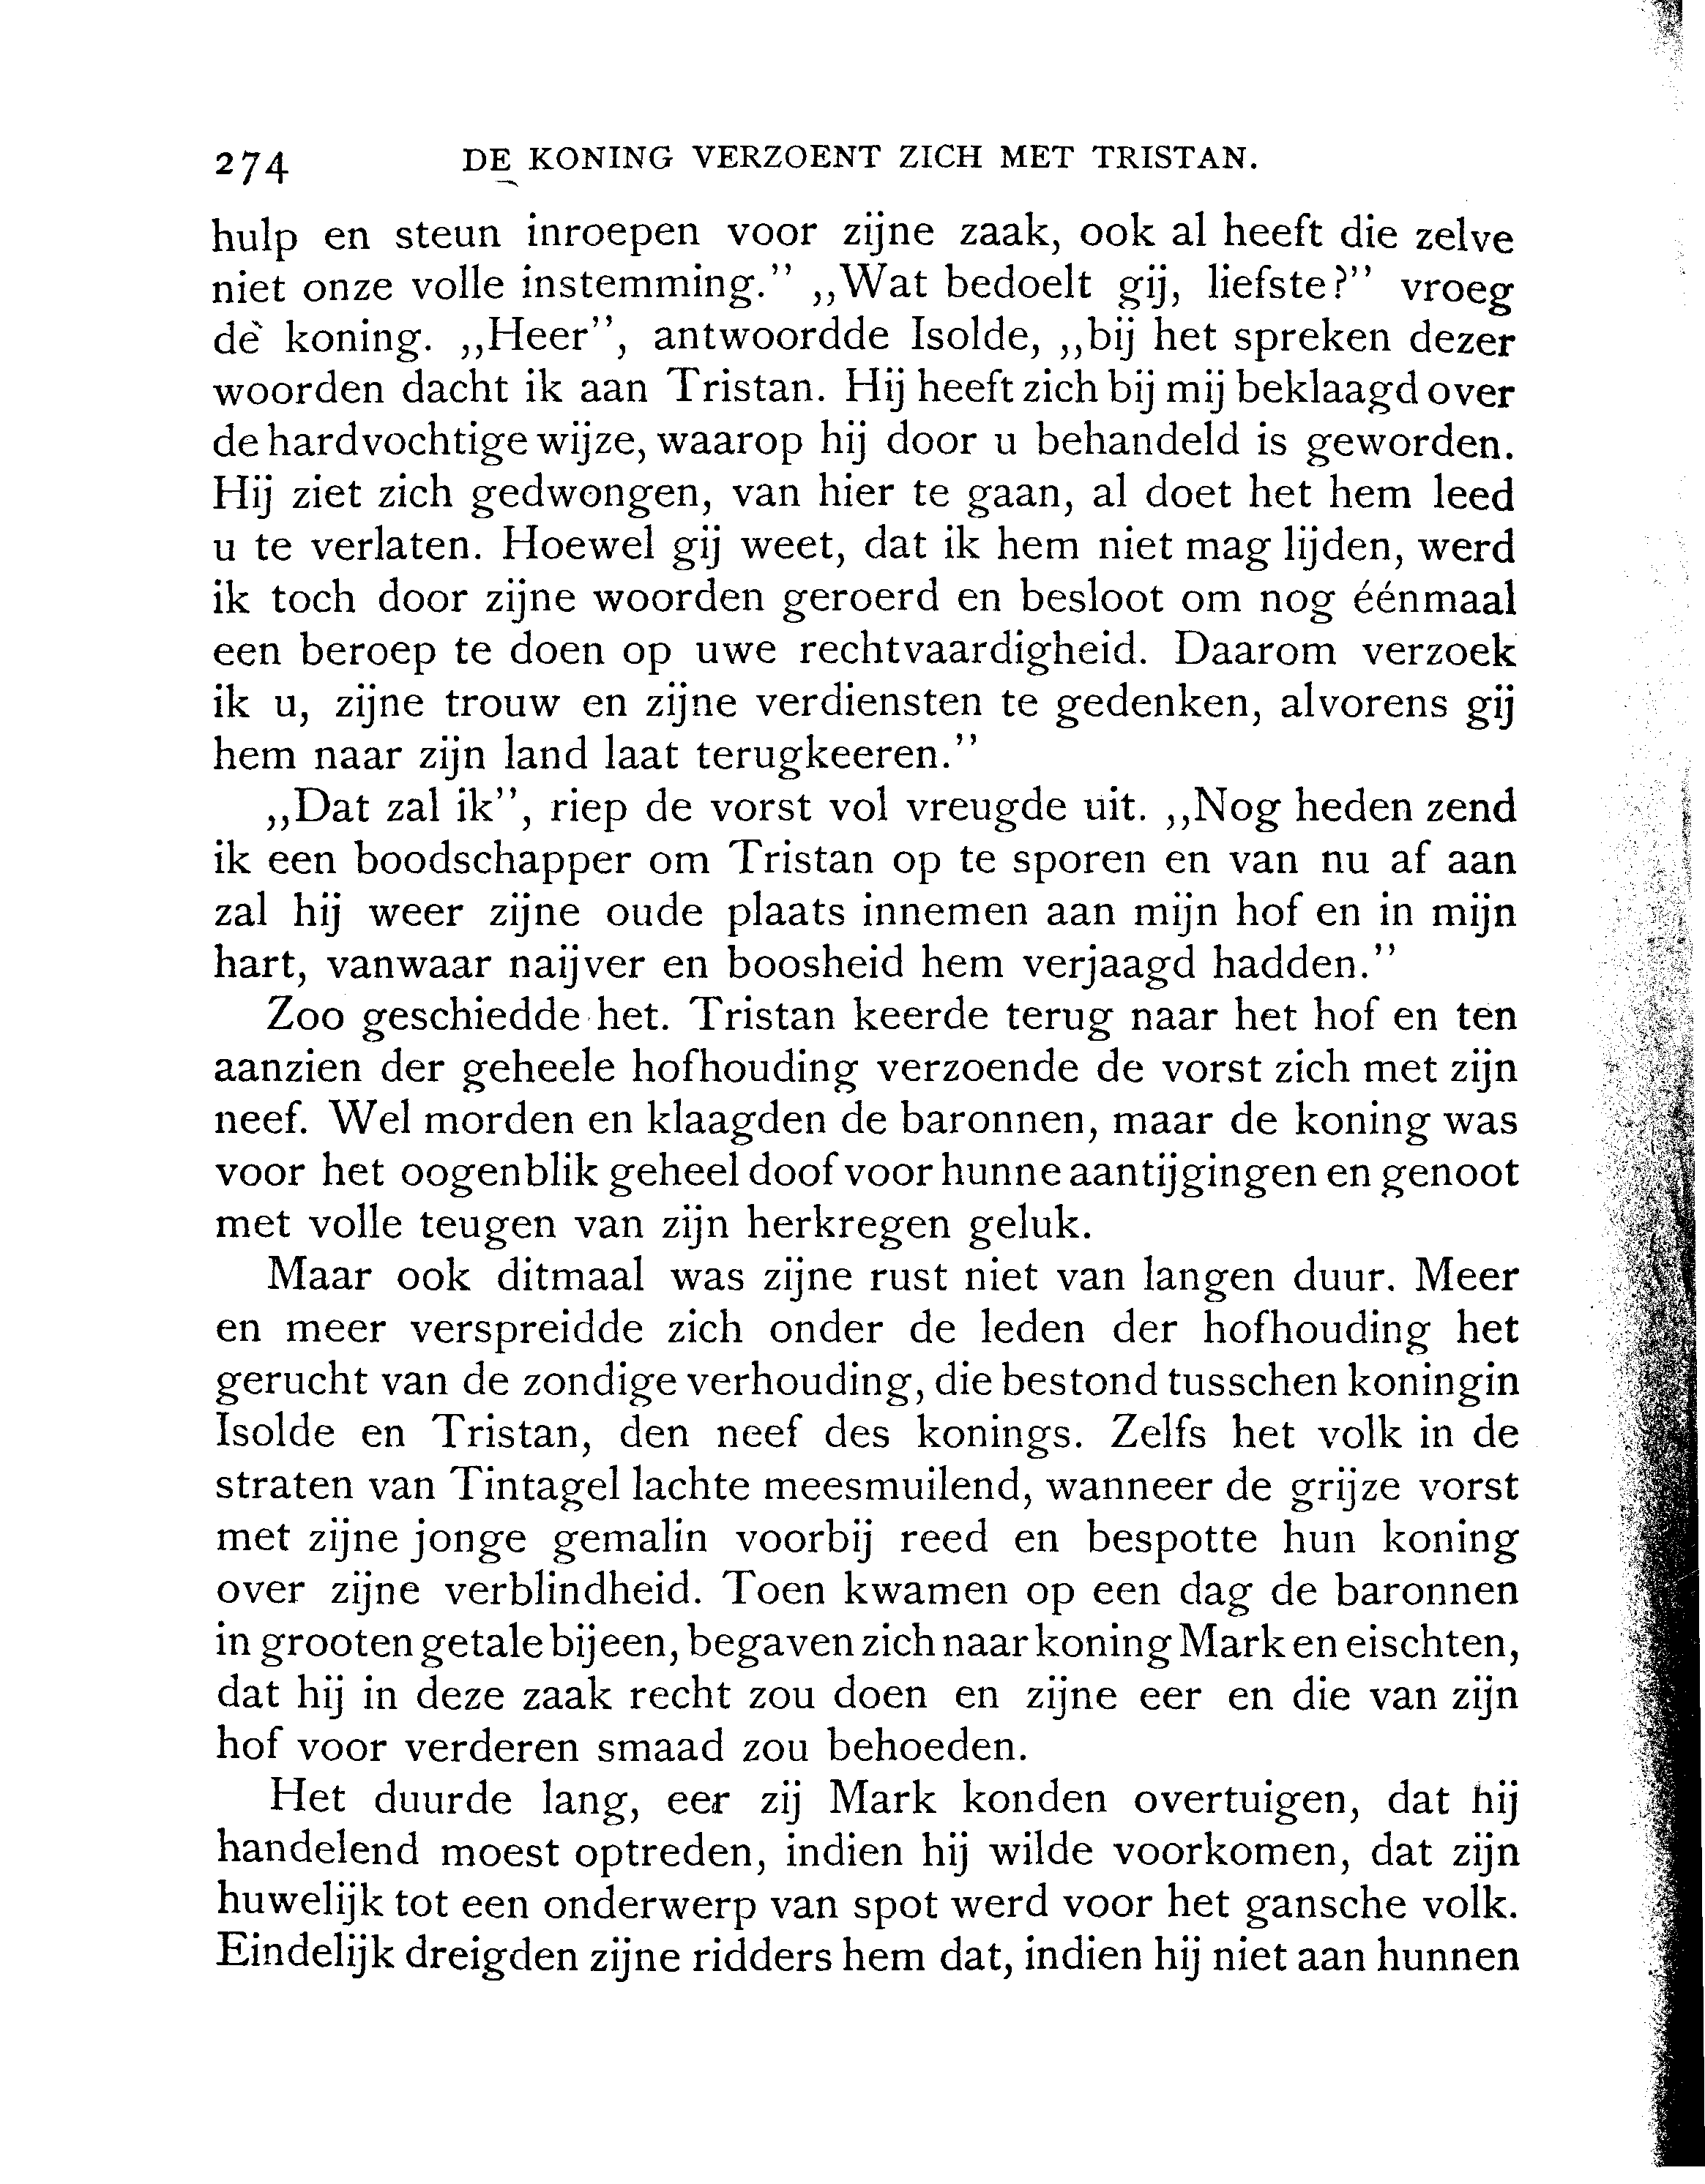 274 DE KONING VERZOENT ZICH MET TRISTAN.
hulp en steun inroepen voor zijne zaak, ook al heeft die zelve
niet onze volle instemming.” „Wat bedoelt gij, liefste?” vroeg
de koning. „Heer”, antwoordde Isolde, „bij het spreken dezer
woorden dacht ik aan Tristan. Hij heeft zich bij mij beklaagd over
de hardvochtige wijze, waarop hij door u behandeld is geworden.
Hij ziet zich gedwongen, van hier te gaan, al doet het hem leed
u te verlaten. Hoewel gij weet, dat ik hem niet mag lijden, werd
ik toch door zijne woorden geroerd en besloot om nog éénmaal
een beroep te doen op uwe rechtvaardigheid. Daarom verzoek
ik u, zijne trouw en zijne verdiensten te gedenken, alvorens gij
hem naar zijn land laat terugkeeren.”
„Dat zal ik”, riep de vorst vol vreugde uit. „Nog heden zend
ik een boodschapper om Tristan op te sporen en van nu af aan
zal hij weer zijne oude plaats innemen aan mijn hof en in mijn
hart, vanwaar naijver en boosheid hem verjaagd hadden.”
Zoo geschiedde het. Tristan keerde terug naar het hof en ten
aanzien der geheele hofhouding verzoende de vorst zich met zijn
neef. Wel morden en klaagden de baronnen, maar de koning was
voor het oogenblik geheel doof voor hunne aantijgingen en genoot
met volle teugen van zijn herkregen geluk.
Maar ook ditmaal was zijne rust niet van langen duur. Meer
en meer verspreidde zich onder de leden der hofhouding het
gerucht van de zondige verhouding, die bestond tusschen koningin
Isolde en Tristan, den neef des konings. Zelfs het volk in de
straten van Tintagel lachte meesmuilend, wanneer de grijze vorst
met zijne jonge gemalin voorbij reed en bespotte hun koning
over zijne verblindheid. Toen kwamen op een dag de baronnen
in grooten getale bijeen, begaven zich naar koning Mark en eischten,
dat hij in deze zaak recht zou doen en zijne eer en die van zijn
hof voor verderen smaad zou behoeden.
Het duurde lang, eer zij Mark konden overtuigen, dat hij
handelend moest optreden, indien hij wilde voorkomen, dat zijn
huwelijk tot een onderwerp van spot werd voor het gansche volk.
Eindelijk dreigden zijne ridders hem dat, indien hij niet aan hunnen